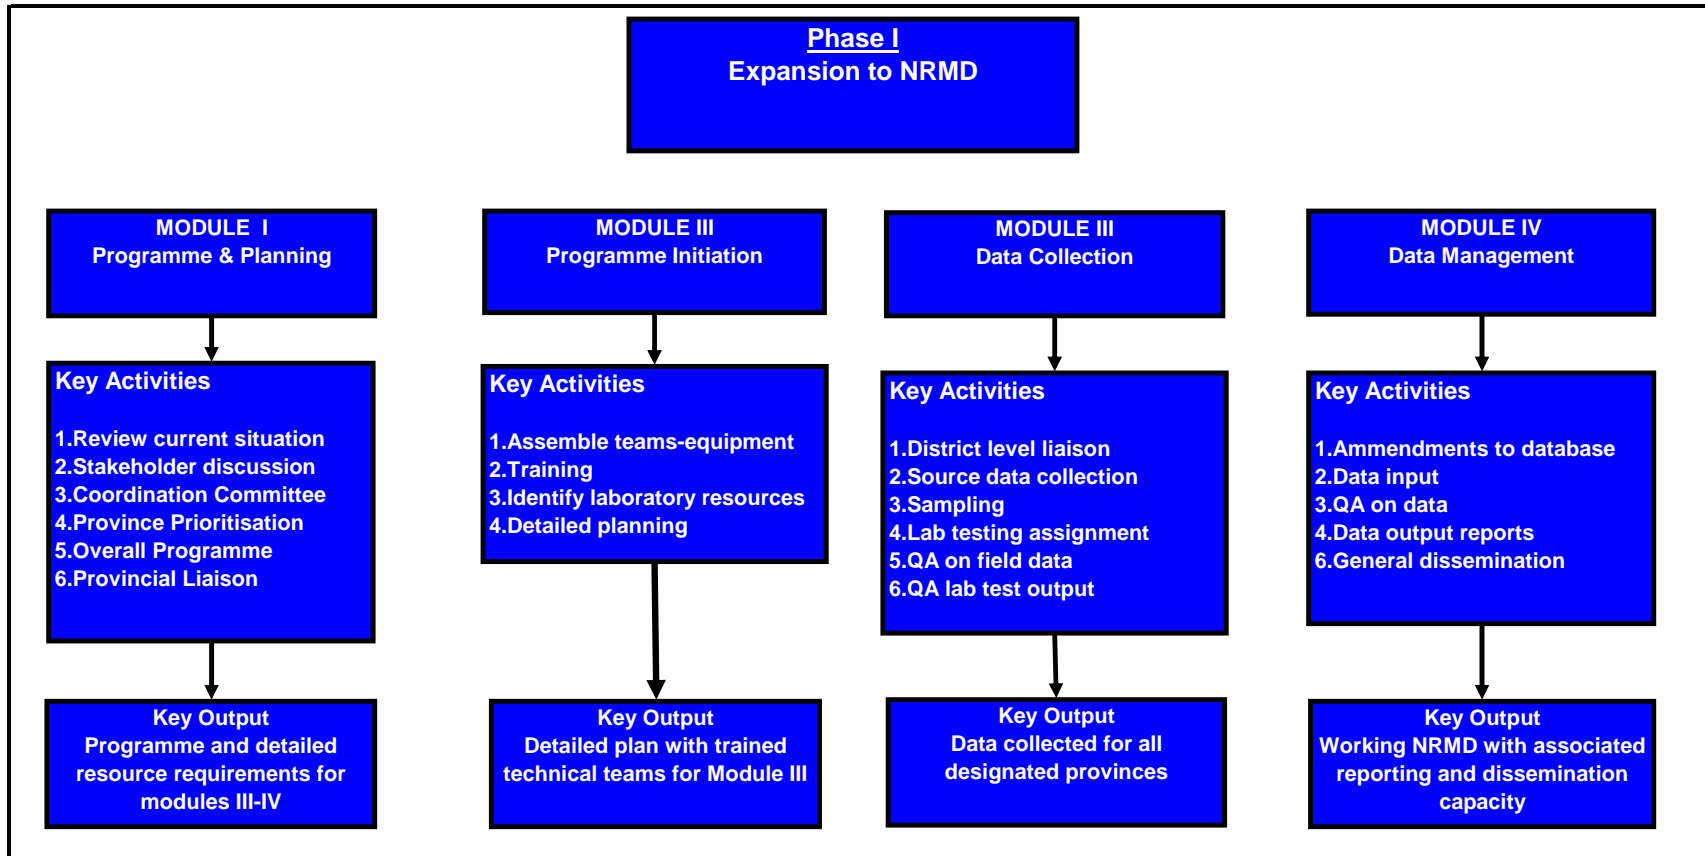 Phase I
Expansion to NRMD
MODULE  I
Programme & Planning
Key Activities
1.Review current situation
2.Stakeholder discussion
3.Coordination Committee
4.Province Prioritisation
5.Overall Programme
6.Provincial Liaison
Key Output
Programme and detailed
resource requirements for
modules III-IV
MODULE III
Programme Initiation
Key Activities
1.Assemble teams-equipment
2.Training
3.Identify laboratory resources
4.Detailed planning
Key Output
Detailed plan with trained
technical teams for Module III
MODULE III
Data Collection
Key Activities
1.District level liaison
2.Source data collection
3.Sampling
4.Lab testing assignment
5.QA on field data
6.QA lab test output
Key Output
Data collected for all
designated provinces
MODULE IV
Data Management
Key Activities
1.Ammendments to database
2.Data input
3.QA on data
4.Data output reports
6.General dissemination
Key Output
Working NRMD with associated
reporting and dissemination
capacity